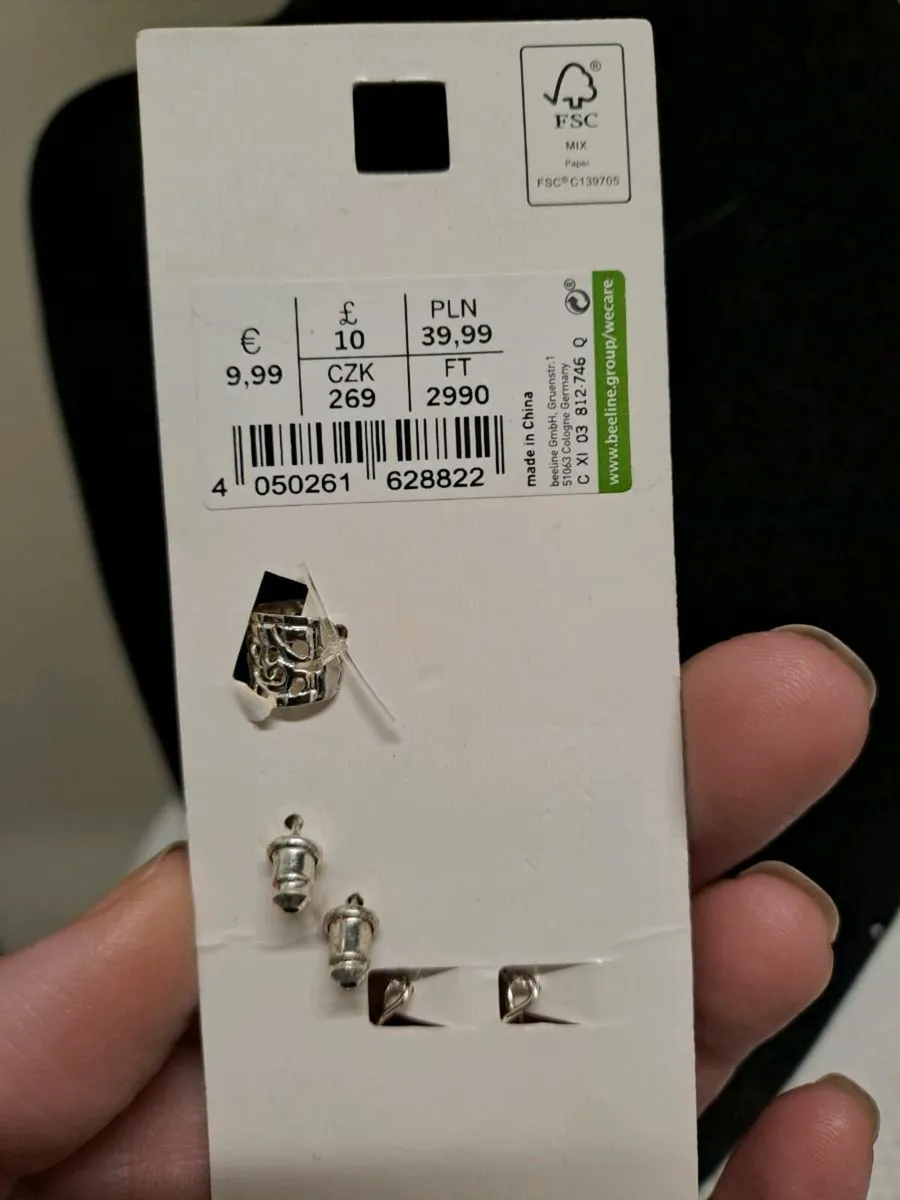 ®
FSC
MIX
Paper
FSC® C139705
€
9,99
£
10
PLN
39,99
CZK
269
FT
2990
4 050261 628822
made in China
beeline GmbH, Gruenstr.1
51063 Cologne Germany
C XI 03 812-746 Q
®
www.beeline.group/wecare